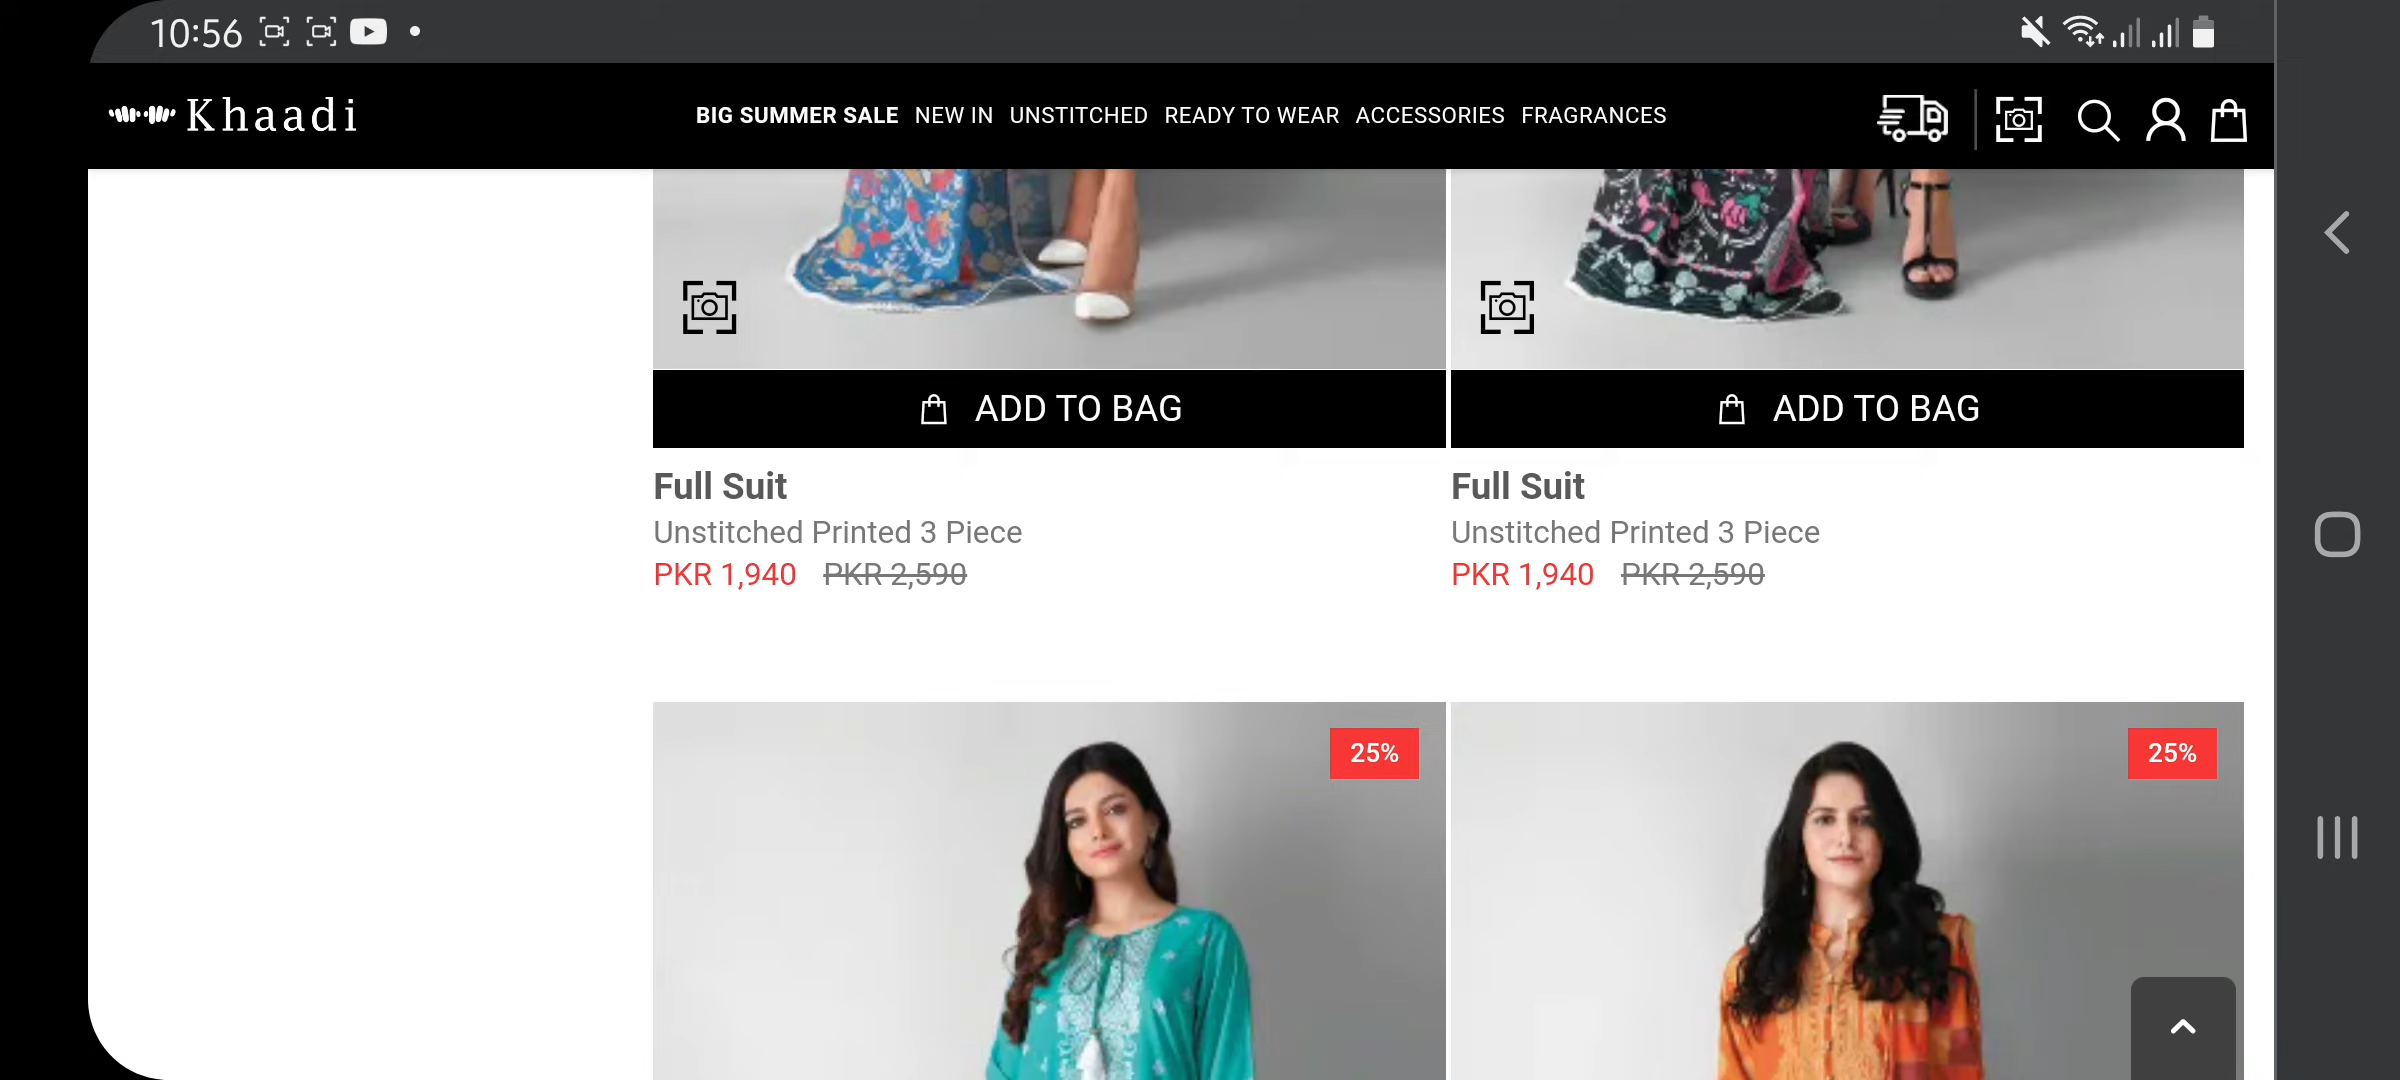 10:56
Khaadi
BIG SUMMER SALE NEW IN UNSTITCHED READY TO WEAR ACCESSORIES FRAGRANCES
ADD TO BAG
ADD TO BAG
Full Suit
Unstitched Printed 3 Piece
PKR 1,940 PKR 2,590
Full Suit
Unstitched Printed 3 Piece
PKR 1,940 PKR 2,590
25%
25%